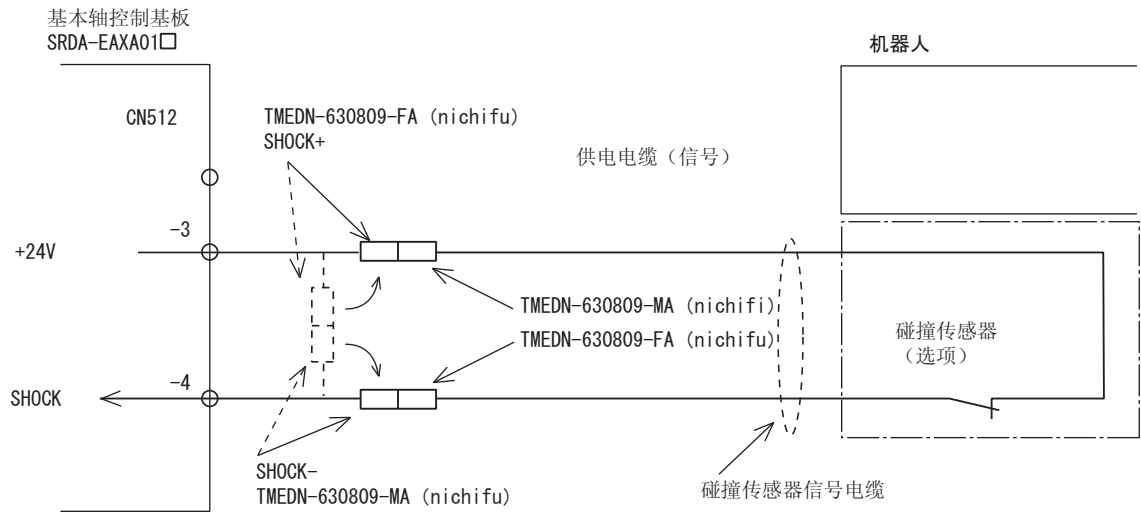 基本轴控制基板
SRDA-EAXA01□
机器人
CN512
TMEDN-630809-FA (nichifu)
SHOCK+
供电电缆（信号）
-3
+24V
TMEDN-630809-MA (nichifi)
TMEDN-630809-FA (nichifu)
碰撞传感器
（选项）
-4
SHOCK
SHOCK-
TMEDN-630809-MA (nichifu)
碰撞传感器信号电缆